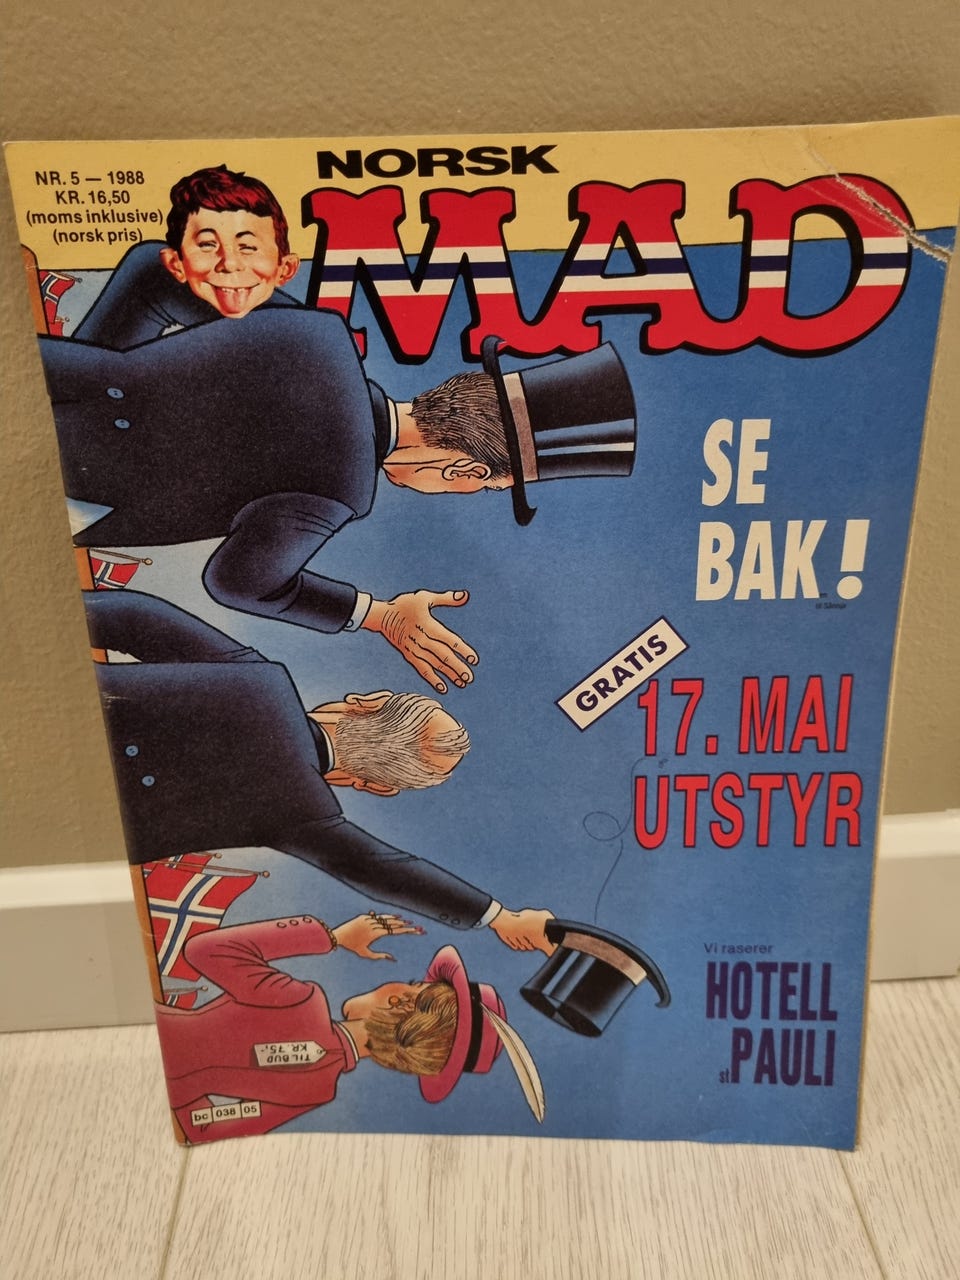 NR. 5 — 1988
KR. 16,50
(moms inklusive)
(norsk pris)
NORSK
MAD
SE
BAK!
GRATIS
17. MAI
UTSTYR
Vi raserer
HOTELL
st PAULI
TILBUD
KR. 75,-
bc 038 05